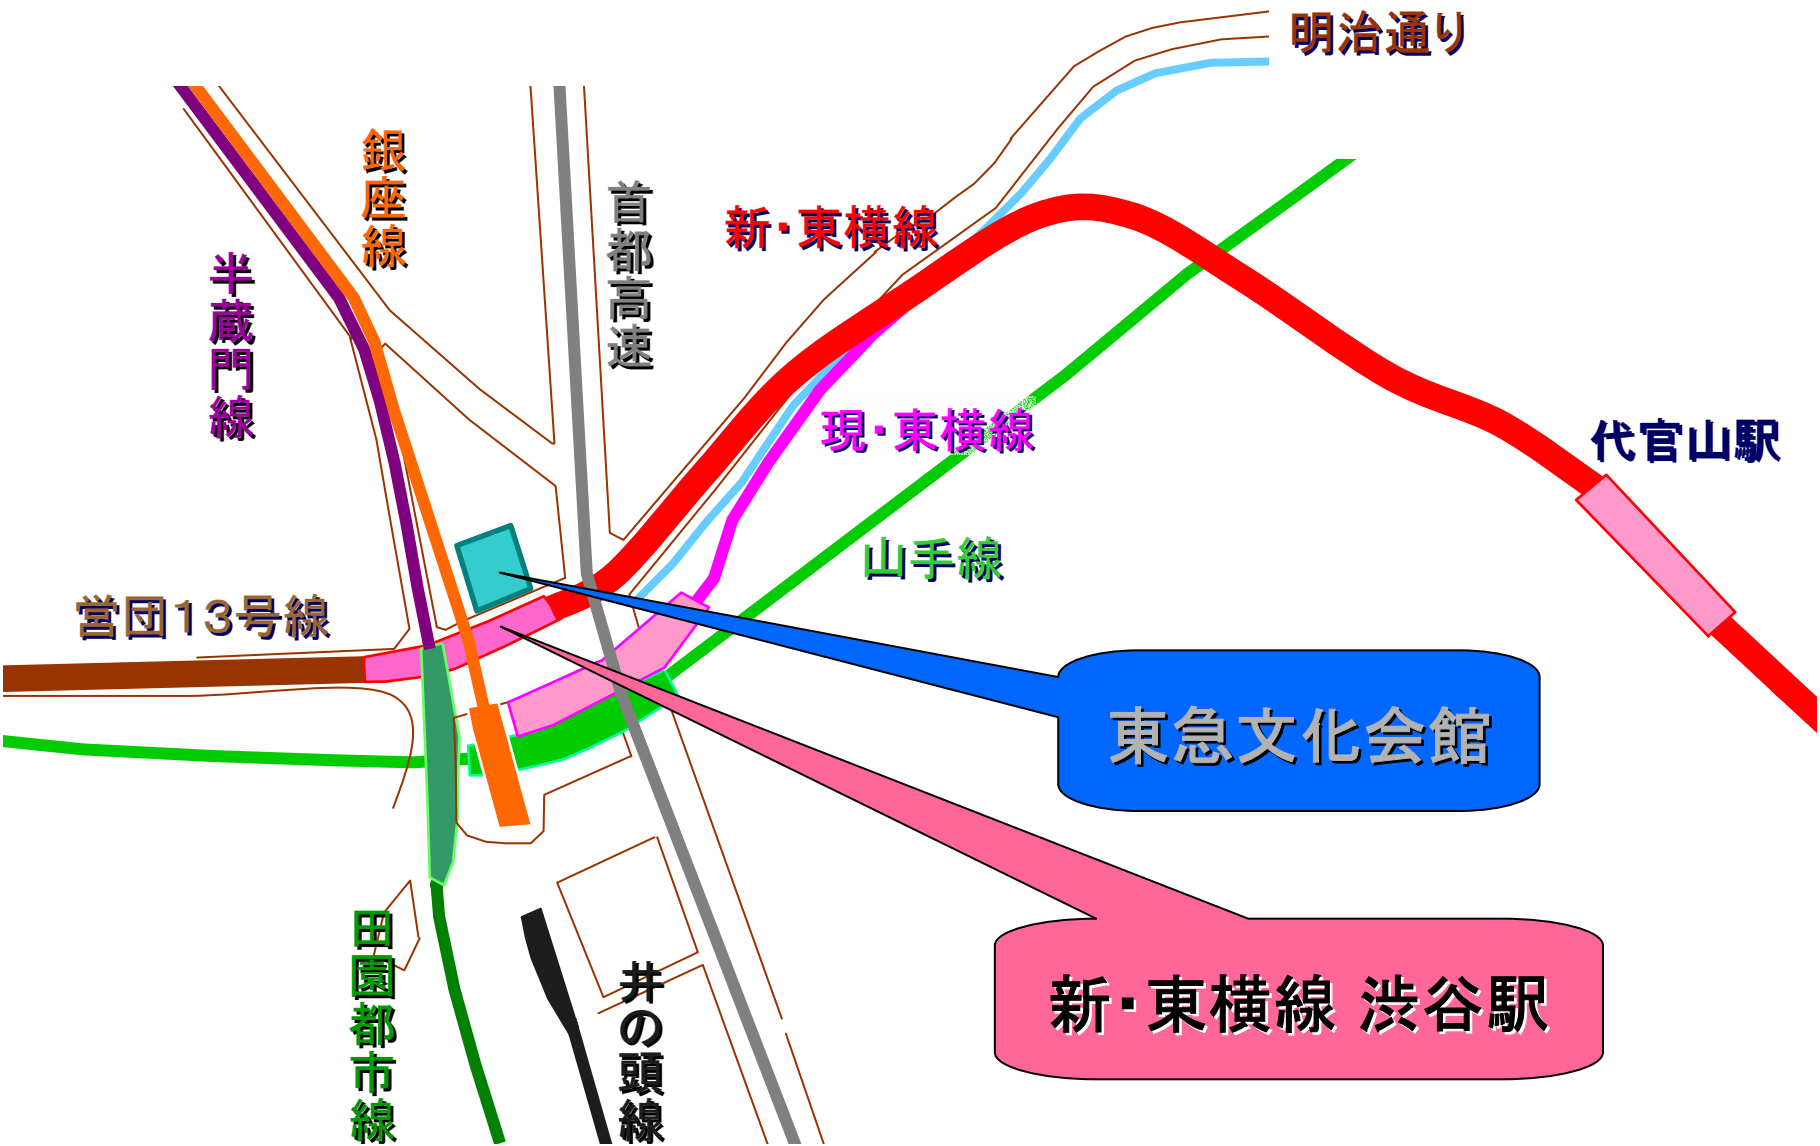 明治通り
銀座線
首都高速
新・東横線
半蔵門線
現・東横線
代官山駅
山手線
営団13号線
東急文化会館
田園都市線
井の頭線
新・東横線 渋谷駅